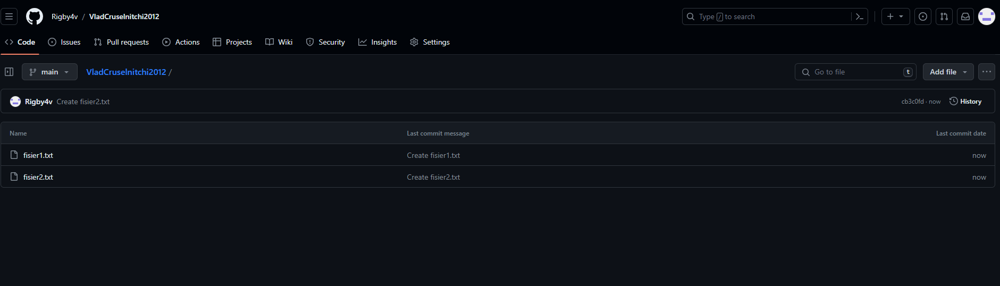 Rigby4v / VladCruseInitchi2012
Type / to search
Code Issues Pull requests Actions Projects Wiki Security Insights Settings
main VladCruseInitchi2012 / Go to file t Add file
Rigby4v Create fisier2.txt cb3c0fd · now History
Name Last commit message Last commit date
fisier1.txt Create fisier1.txt now
fisier2.txt Create fisier2.txt now